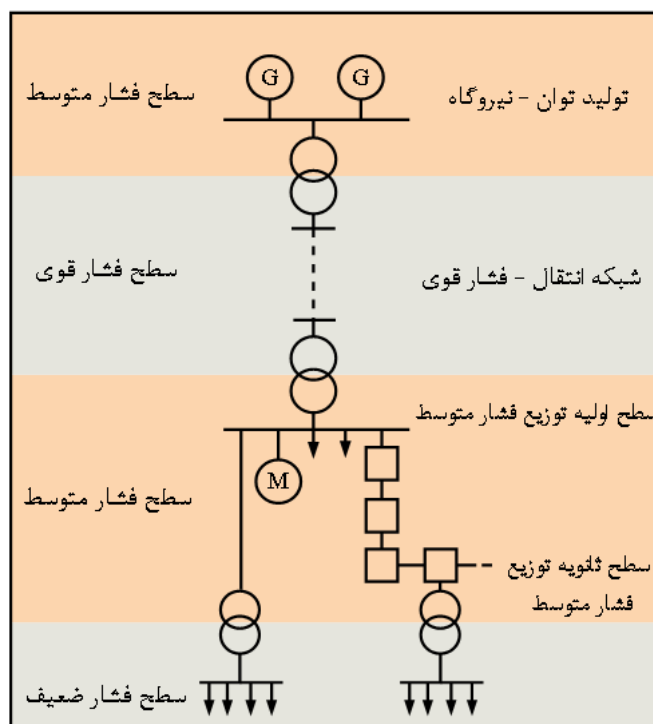 تولید توان - نیروگاه
سطح فشار متوسط
G
G
شبکه انتقال - فشار قوی
سطح فشار قوی
سطح اولیه توزیع فشار متوسط
M
سطح فشار متوسط
سطح ثانویه توزیع
فشار متوسط
سطح فشار ضعیف